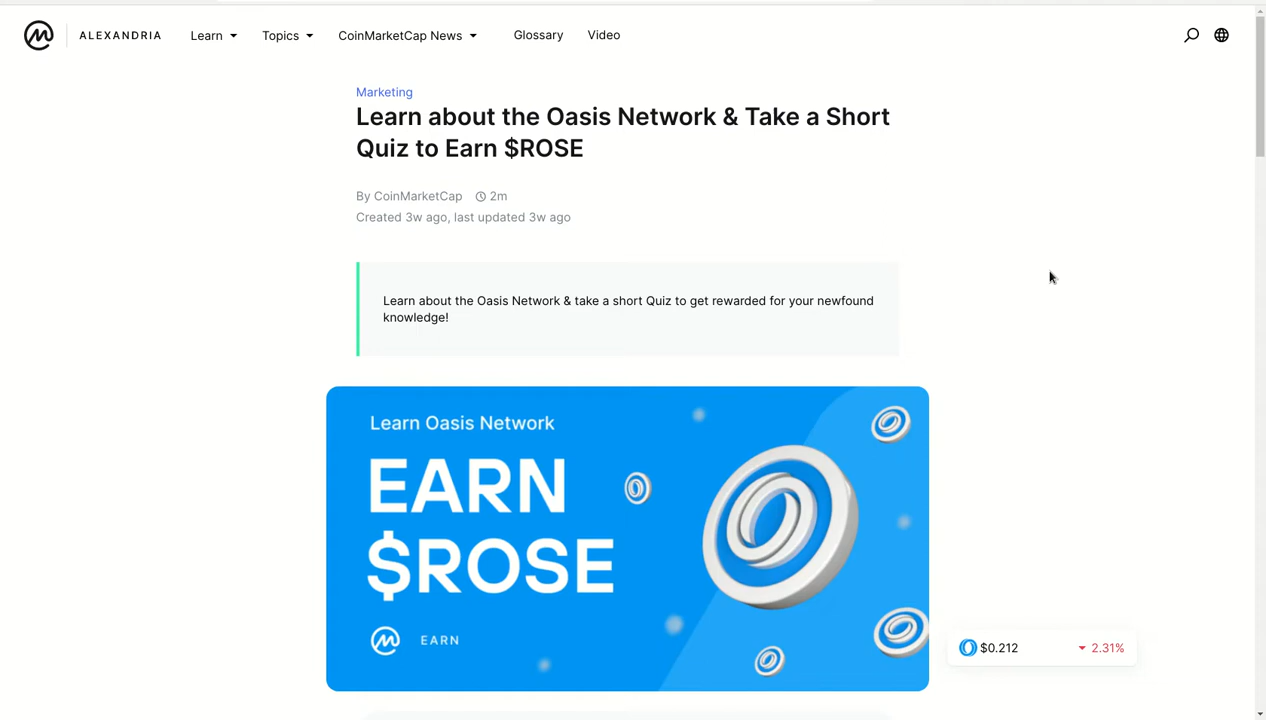 ALEXANDRIA Learn Topics CoinMarketCap News Glossary Video
Marketing
Learn about the Oasis Network & Take a Short
Quiz to Earn $ROSE
By CoinMarketCap 2m
Created 3w ago, last updated 3w ago
Learn about the Oasis Network & take a short Quiz to get rewarded for your newfound
knowledge!
Learn Oasis Network
EARN
$ROSE
EARN
$0.212 2.31%